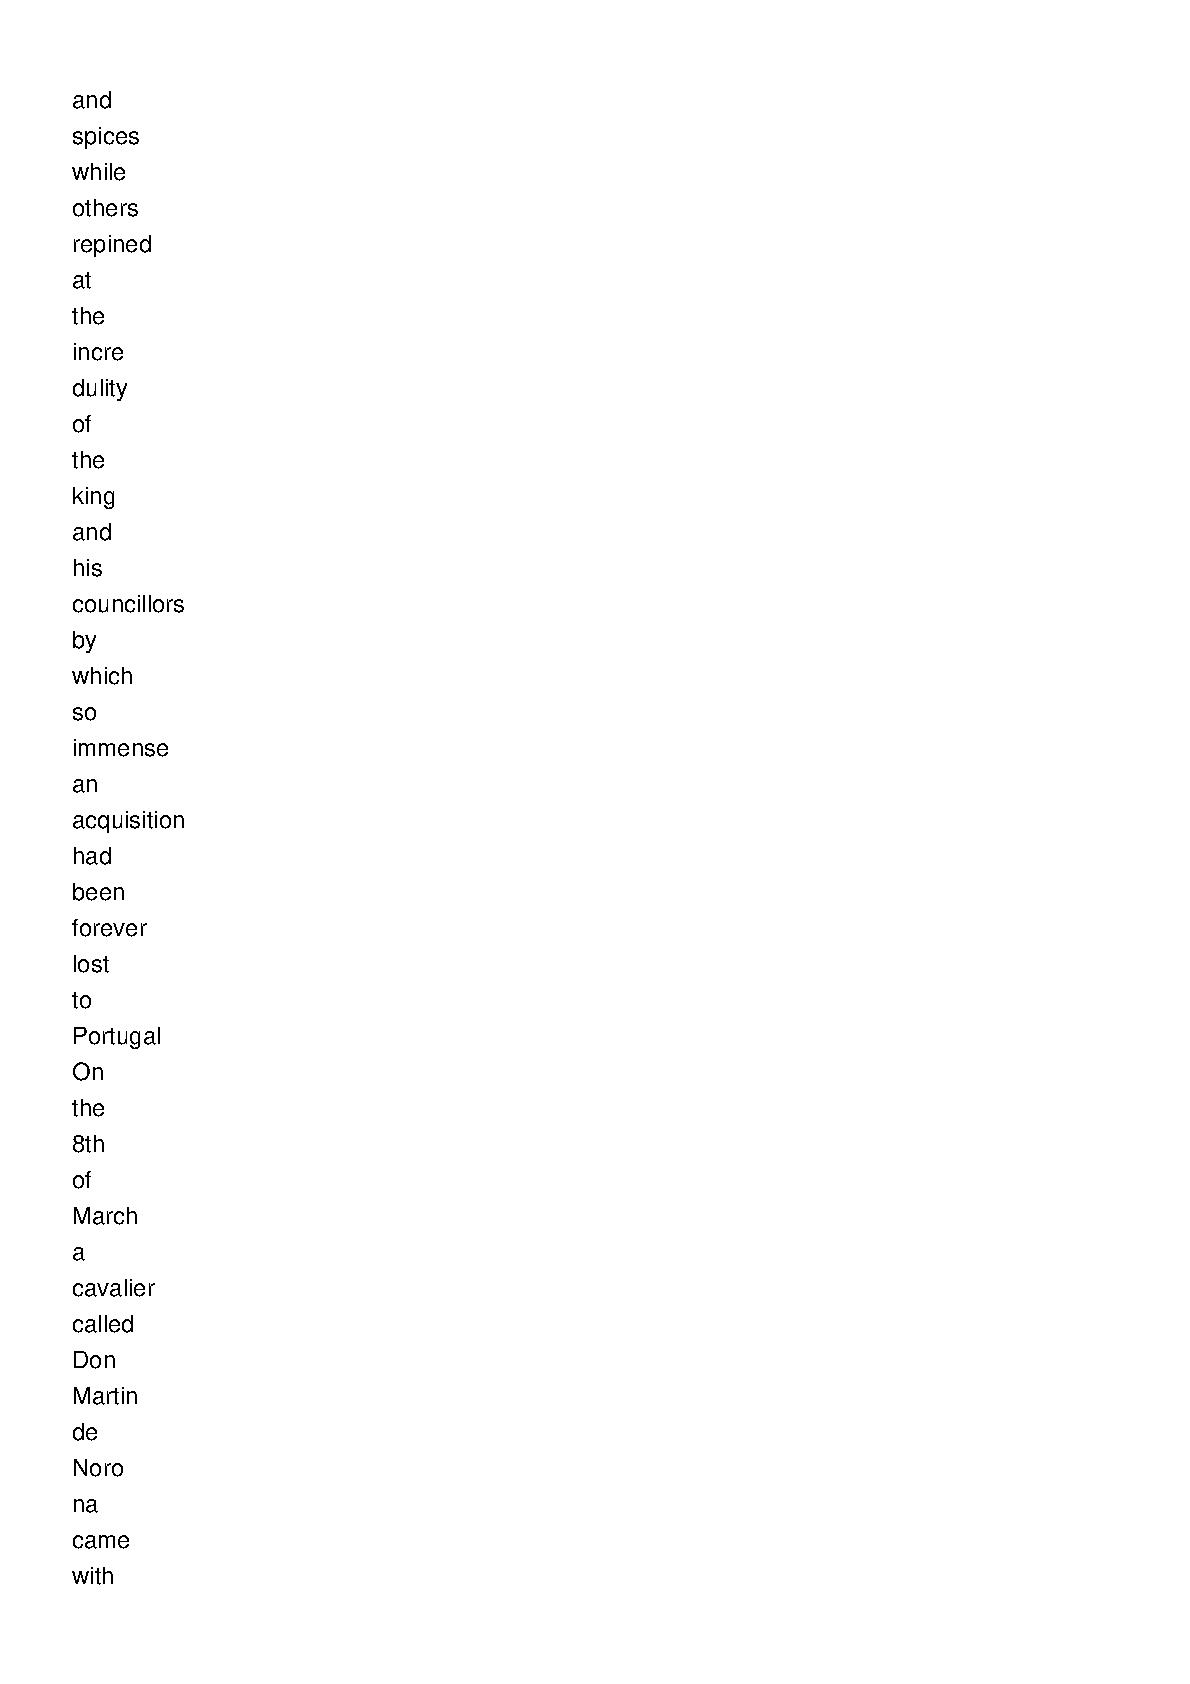 and
spices
while
others
repined
at
the
incre
dulity
of
the
king
and
his
councillors
by
which
so
immense
an
acquisition
had
been
forever
lost
to
Portugal
On
the
8th
of
March
a
cavalier
called
Don
Martin
de
Noro
na
came
with